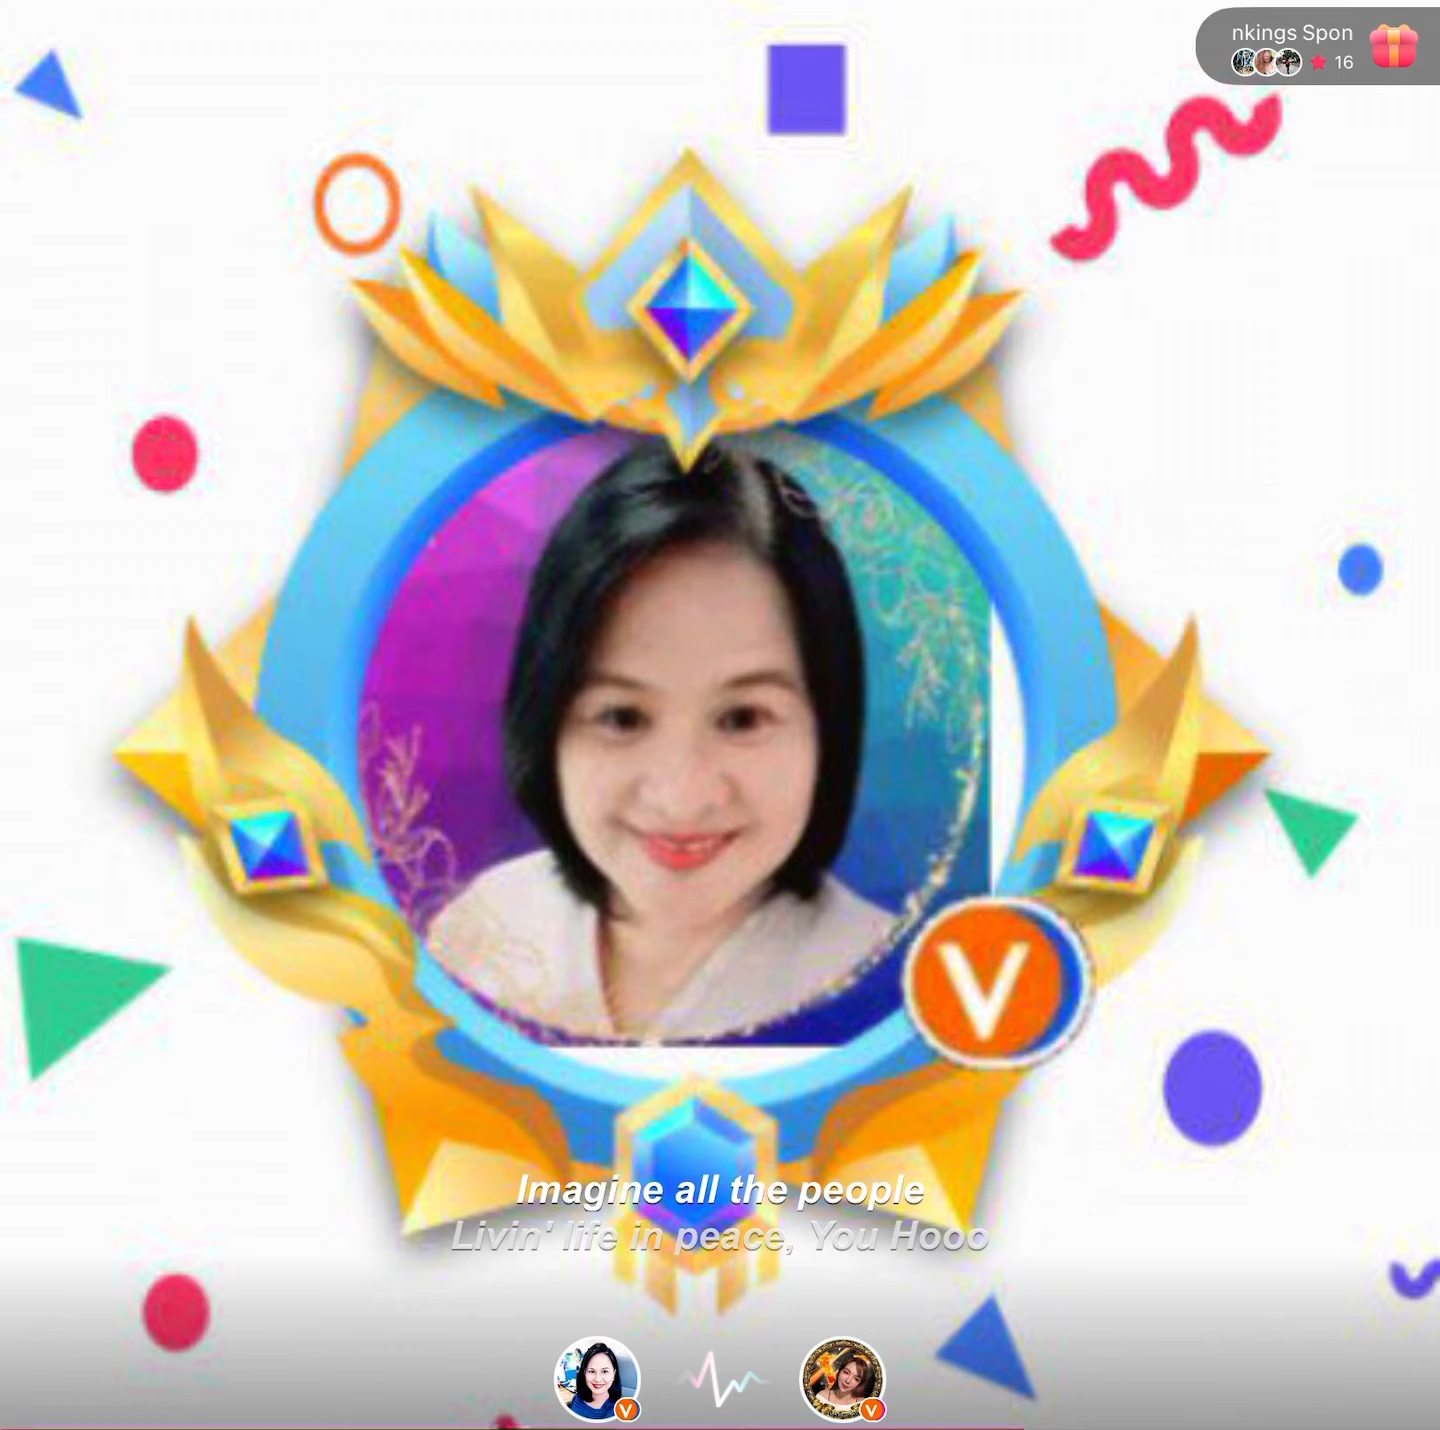 nkings Spon
16
V
Imagine all the people
Livin' life in peace, You Hooo
V
V